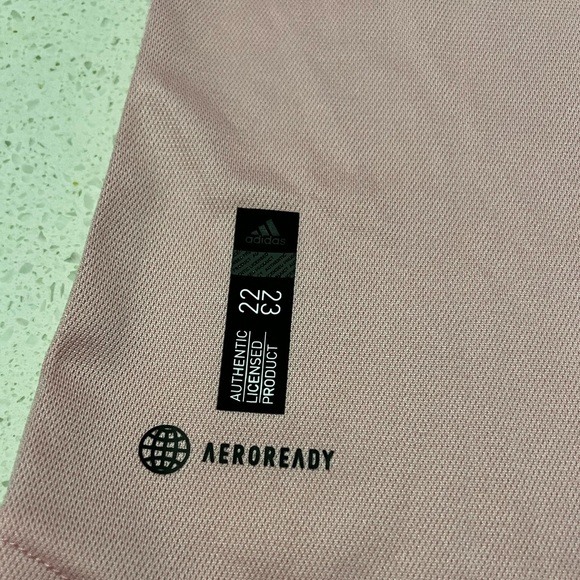 adidas
22
23
AUTHENTIC
LICENSED
PRODUCT
AEROREADY